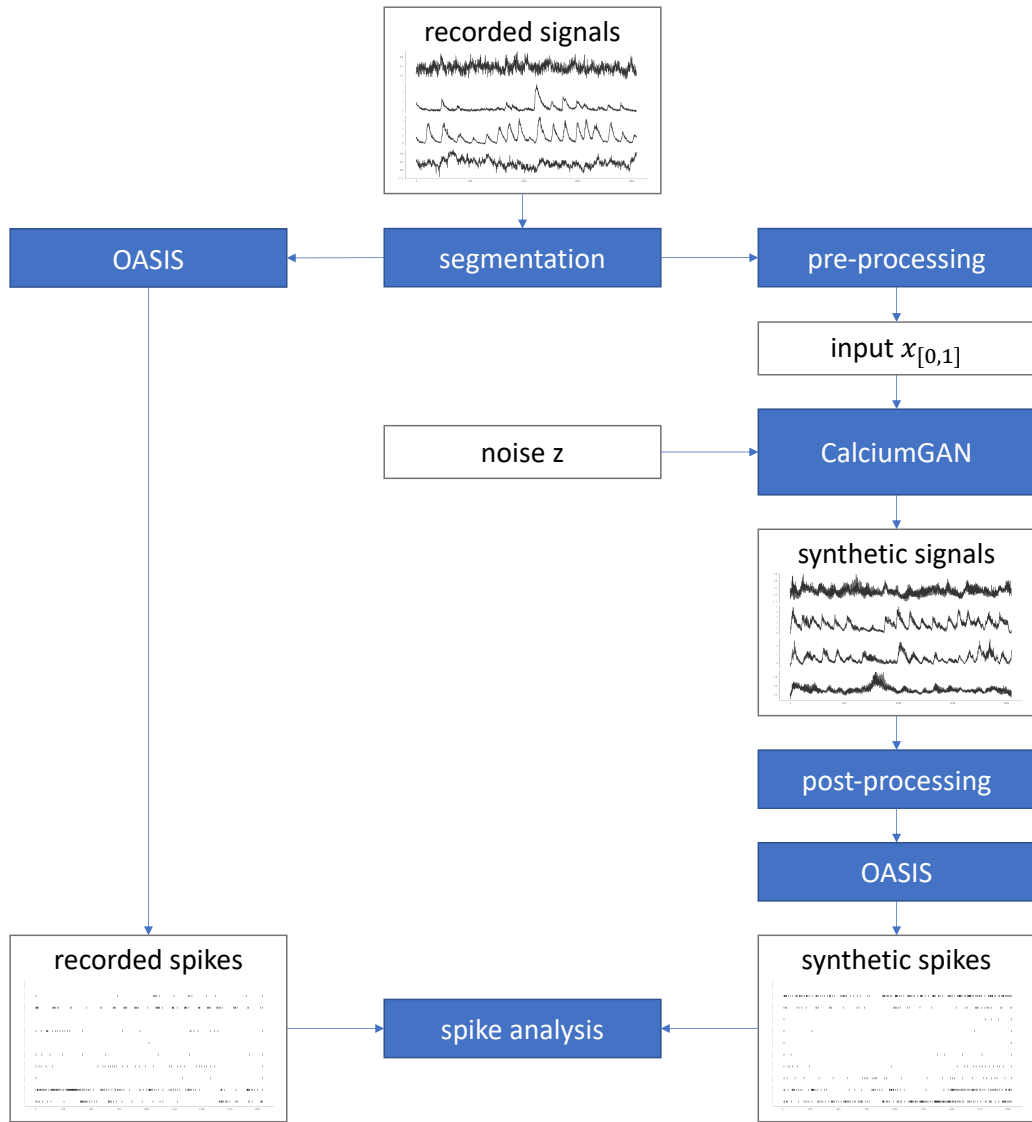 recorded signals
OASIS
segmentation
pre-processing
input x[0,1]
noise z
CalciumGAN
synthetic signals
post-processing
OASIS
recorded spikes
synthetic spikes
spike analysis